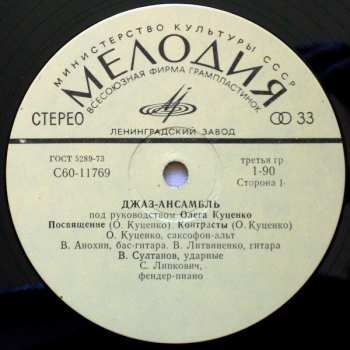 МИНИСТЕРСТВО КУЛЬТУРЫ СССР
МЕЛОДИЯ
ВСЕСОЮЗНАЯ ФИРМА ГРАМПЛАСТИНОК
СТЕРЕО
33
ЛЕНИНГРАДСКИЙ ЗАВОД
ГОСТ 5289-73
С60-11769
третья гр
1-90
Сторона 1
ДЖАЗ-АНСАМБЛЬ
под руководством Олега Куценко
Посвящение (О. Куценко). Контрасты (О. Куценко)
О. Куценко, саксофон-альт
В. Анохин, бас-гитара. В. Литвиненко, гитара
В. Султанов, ударные
С. Липкович,
фендер-пиано